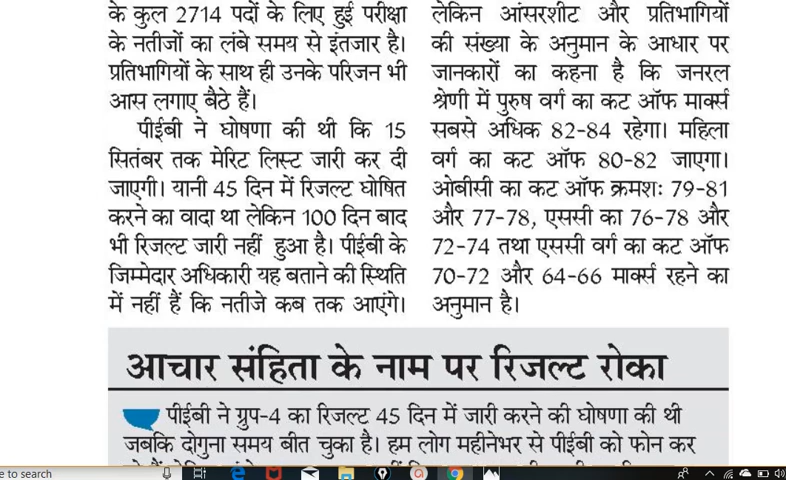 के कुल 2714 पदों के लिए हुई परीक्षा
के नतीजों का लंबे समय से इंतजार है।
प्रतिभागियों के साथ ही उनके परिजन भी
आस लगाए बैठे हैं।
पीईबी ने घोषणा की थी कि 15
सितंबर तक मेरिट लिस्ट जारी कर दी
जाएगी। यानी 45 दिन में रिजल्ट घोषित
करने का वादा था लेकिन 100 दिन बाद
भी रिजल्ट जारी नहीं हुआ है। पीईबी के
जिम्मेदार अधिकारी यह बताने की स्थिति
में नहीं हैं कि नतीजे कब तक आएंगे।
लेकिन आंसरशीट और प्रतिभागियों
की संख्या के अनुमान के आधार पर
जानकारों का कहना है कि जनरल
श्रेणी में पुरुष वर्ग का कट ऑफ मार्क्स
सबसे अधिक 82-84 रहेगा। महिला
वर्ग का कट ऑफ 80-82 जाएगा।
ओबीसी का कट ऑफ क्रमशः 79-81
और 77-78, एससी का 76-78 और
72-74 तथा एससी वर्ग का कट ऑफ
70-72 और 64-66 मार्क्स रहने का
अनुमान है।
आचार संहिता के नाम पर रिजल्ट रोका
पीईबी ने ग्रुप-4 का रिजल्ट 45 दिन में जारी करने की घोषणा की थी
जबकि दोगुना समय बीत चुका है। हम लोग महीनेभर से पीईबी को फोन कर
e to search